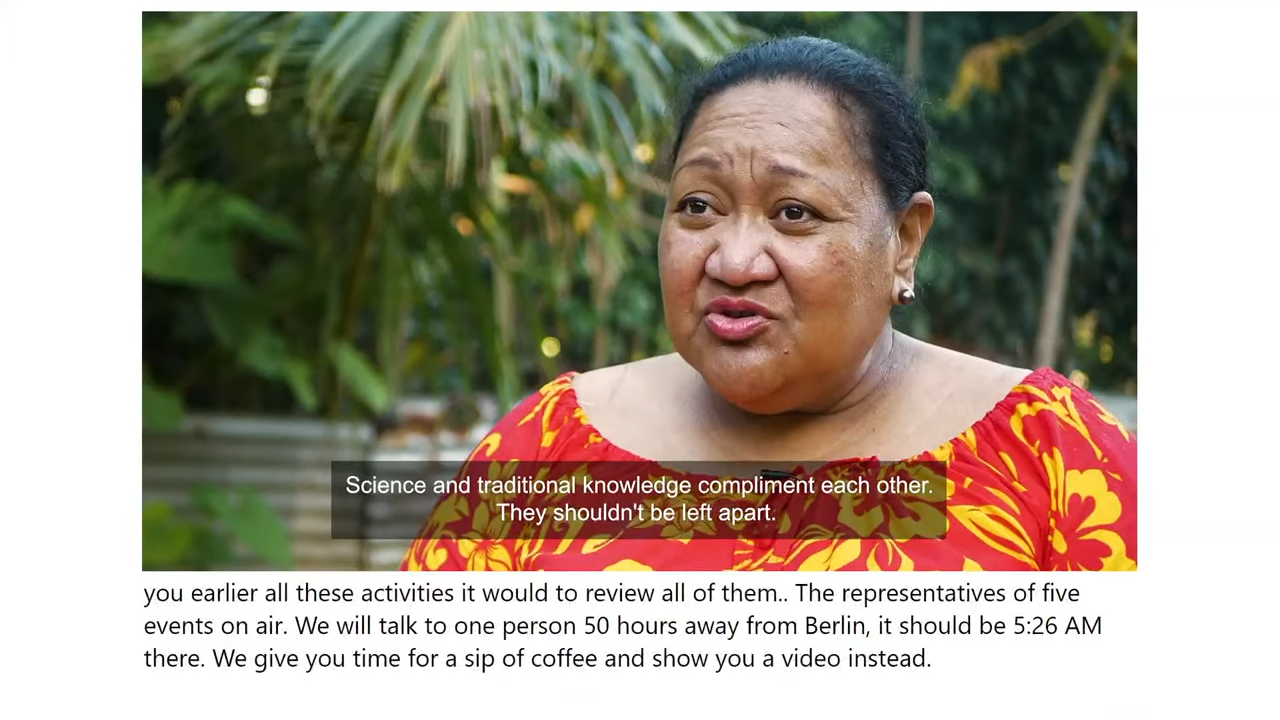 Science and traditional knowledge compliment each other.
They shouldn't be left apart.
you earlier all these activities it would to review all of them.. The representatives of five
events on air. We will talk to one person 50 hours away from Berlin, it should be 5:26 AM
there. We give you time for a sip of coffee and show you a video instead.